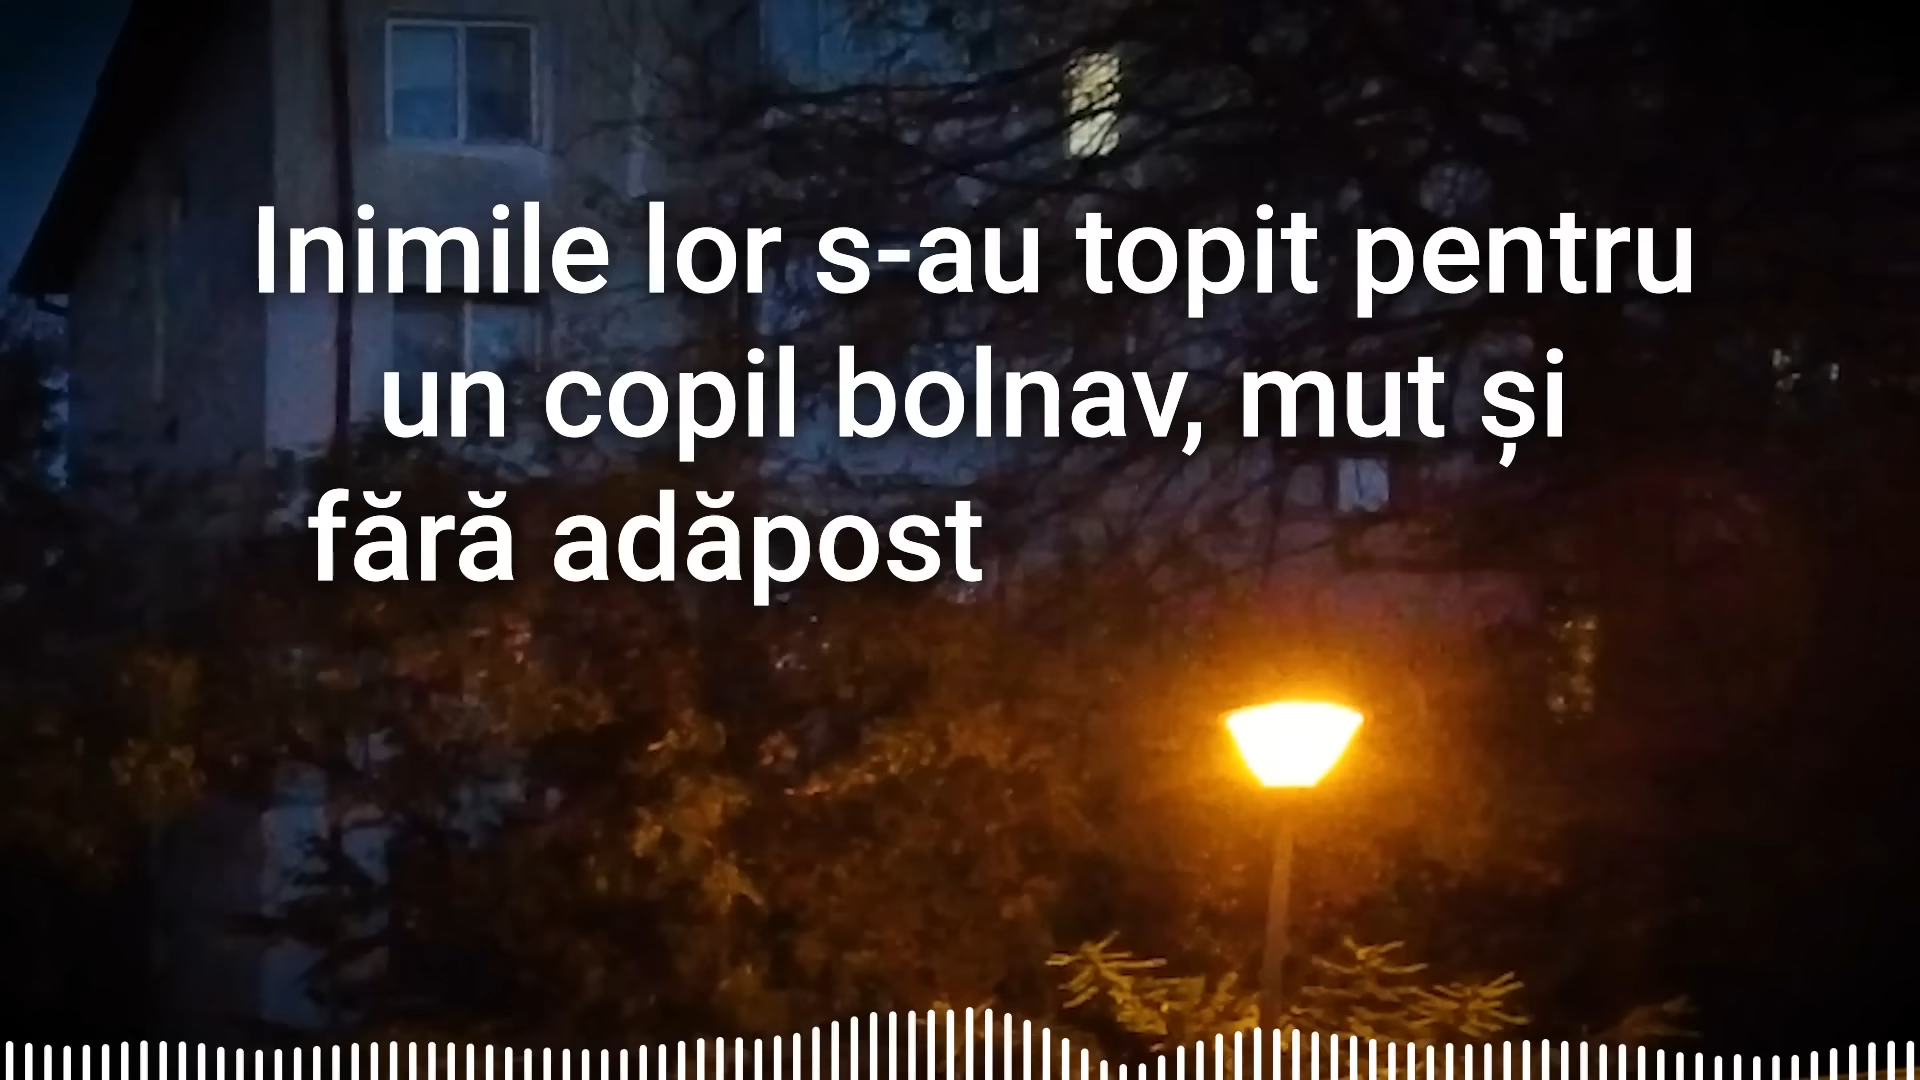 Inimile lor s-au topit pentru
un copil bolnav, mut și
fără adăpost